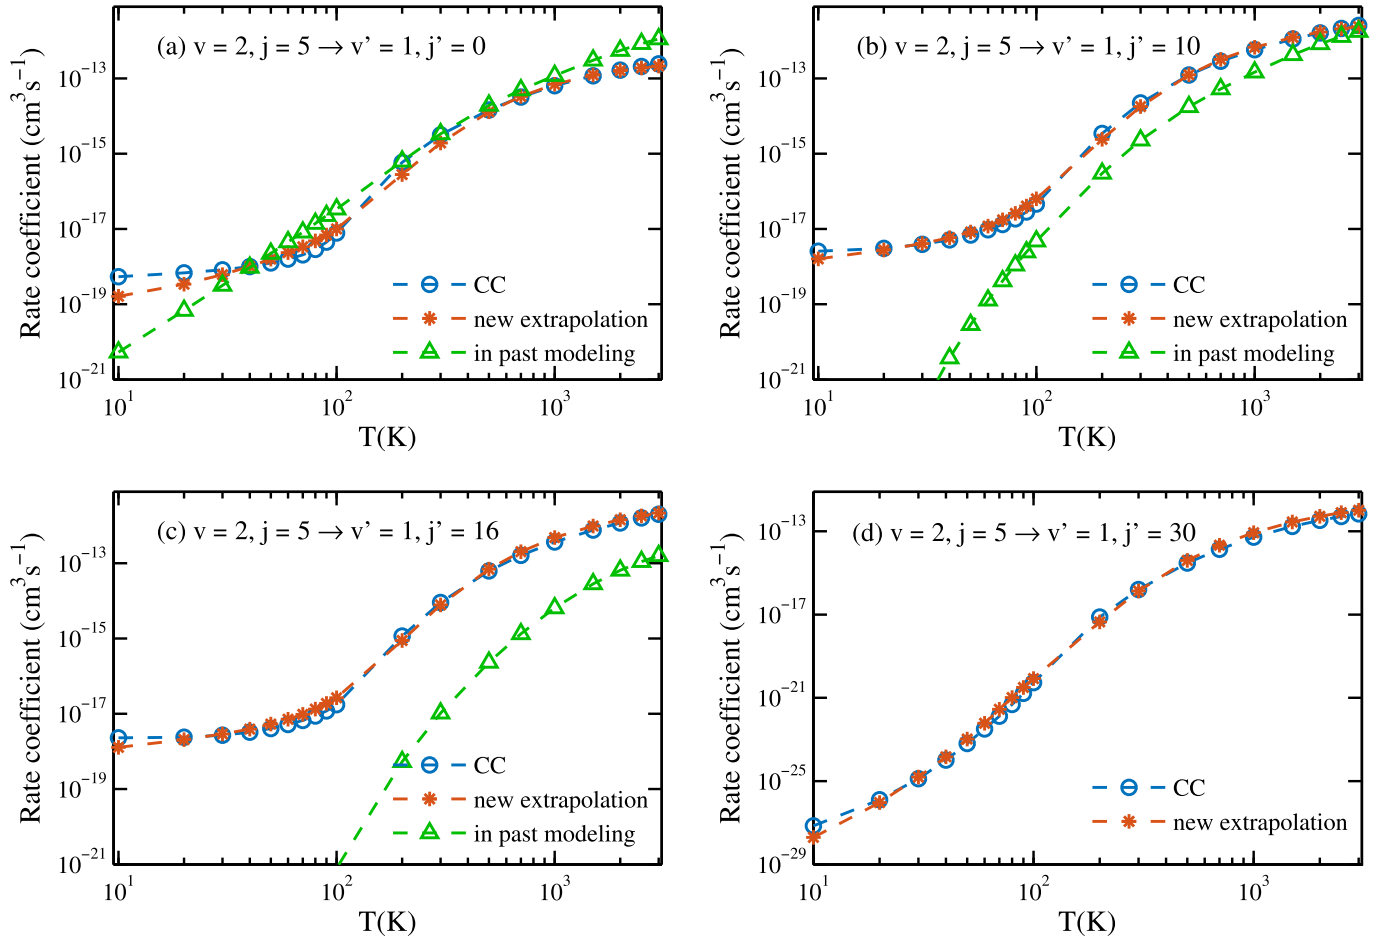 (a) v = 2, j = 5 → v’ = 1, j’ = 0
Rate coefficient (cm³s⁻¹)
10⁻¹³
10⁻¹⁵
10⁻¹⁷
10⁻¹⁹
10⁻²¹
CC
new extrapolation
in past modeling
10¹ 10² 10³
T(K)
(b) v = 2, j = 5 → v’ = 1, j’ = 10
Rate coefficient (cm³s⁻¹)
10⁻¹³
10⁻¹⁵
10⁻¹⁷
10⁻¹⁹
10⁻²¹
CC
new extrapolation
in past modeling
10¹ 10² 10³
T(K)
(c) v = 2, j = 5 → v’ = 1, j’ = 16
Rate coefficient (cm³s⁻¹)
10⁻¹³
10⁻¹⁵
10⁻¹⁷
10⁻¹⁹
10⁻²¹
CC
new extrapolation
in past modeling
10¹ 10² 10³
T(K)
(d) v = 2, j = 5 → v’ = 1, j’ = 30
Rate coefficient (cm³s⁻¹)
10⁻¹³
10⁻¹⁷
10⁻²¹
10⁻²⁵
10⁻²⁹
CC
new extrapolation
10¹ 10² 10³
T(K)